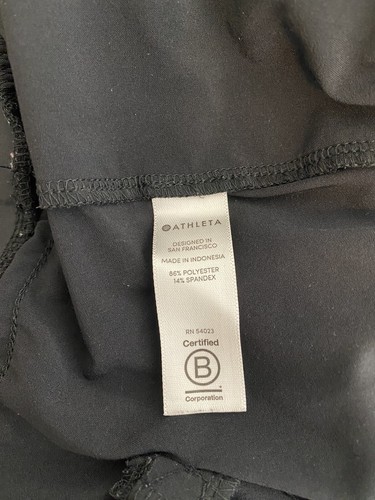 ATHLETA
DESIGNED IN
SAN FRANCISCO
MADE IN INDONESIA
86% POLYESTER
14% SPANDEX
RN 54023
Certified
B
Corporation